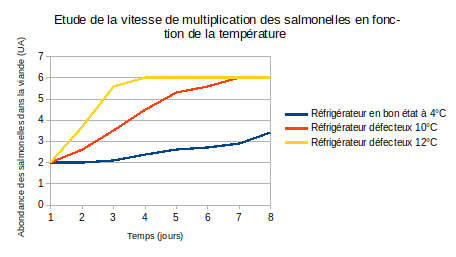 Etude de la vitesse de multiplication des salmonelles en fonc-
tion de la température
Abondance des salmonelles dans la viande (UA)
7
6
5
4
3
2
1
0
1 2 3 4 5 6 7 8
Temps (jours)
Réfrigérateur en bon état à 4°C
Réfrigérateur défecteux 10°C
Réfrigérateur défecteux 12°C